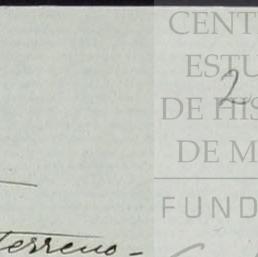 CENT
ESTU
2
DE HIS
DE M
FUND
Terreno-